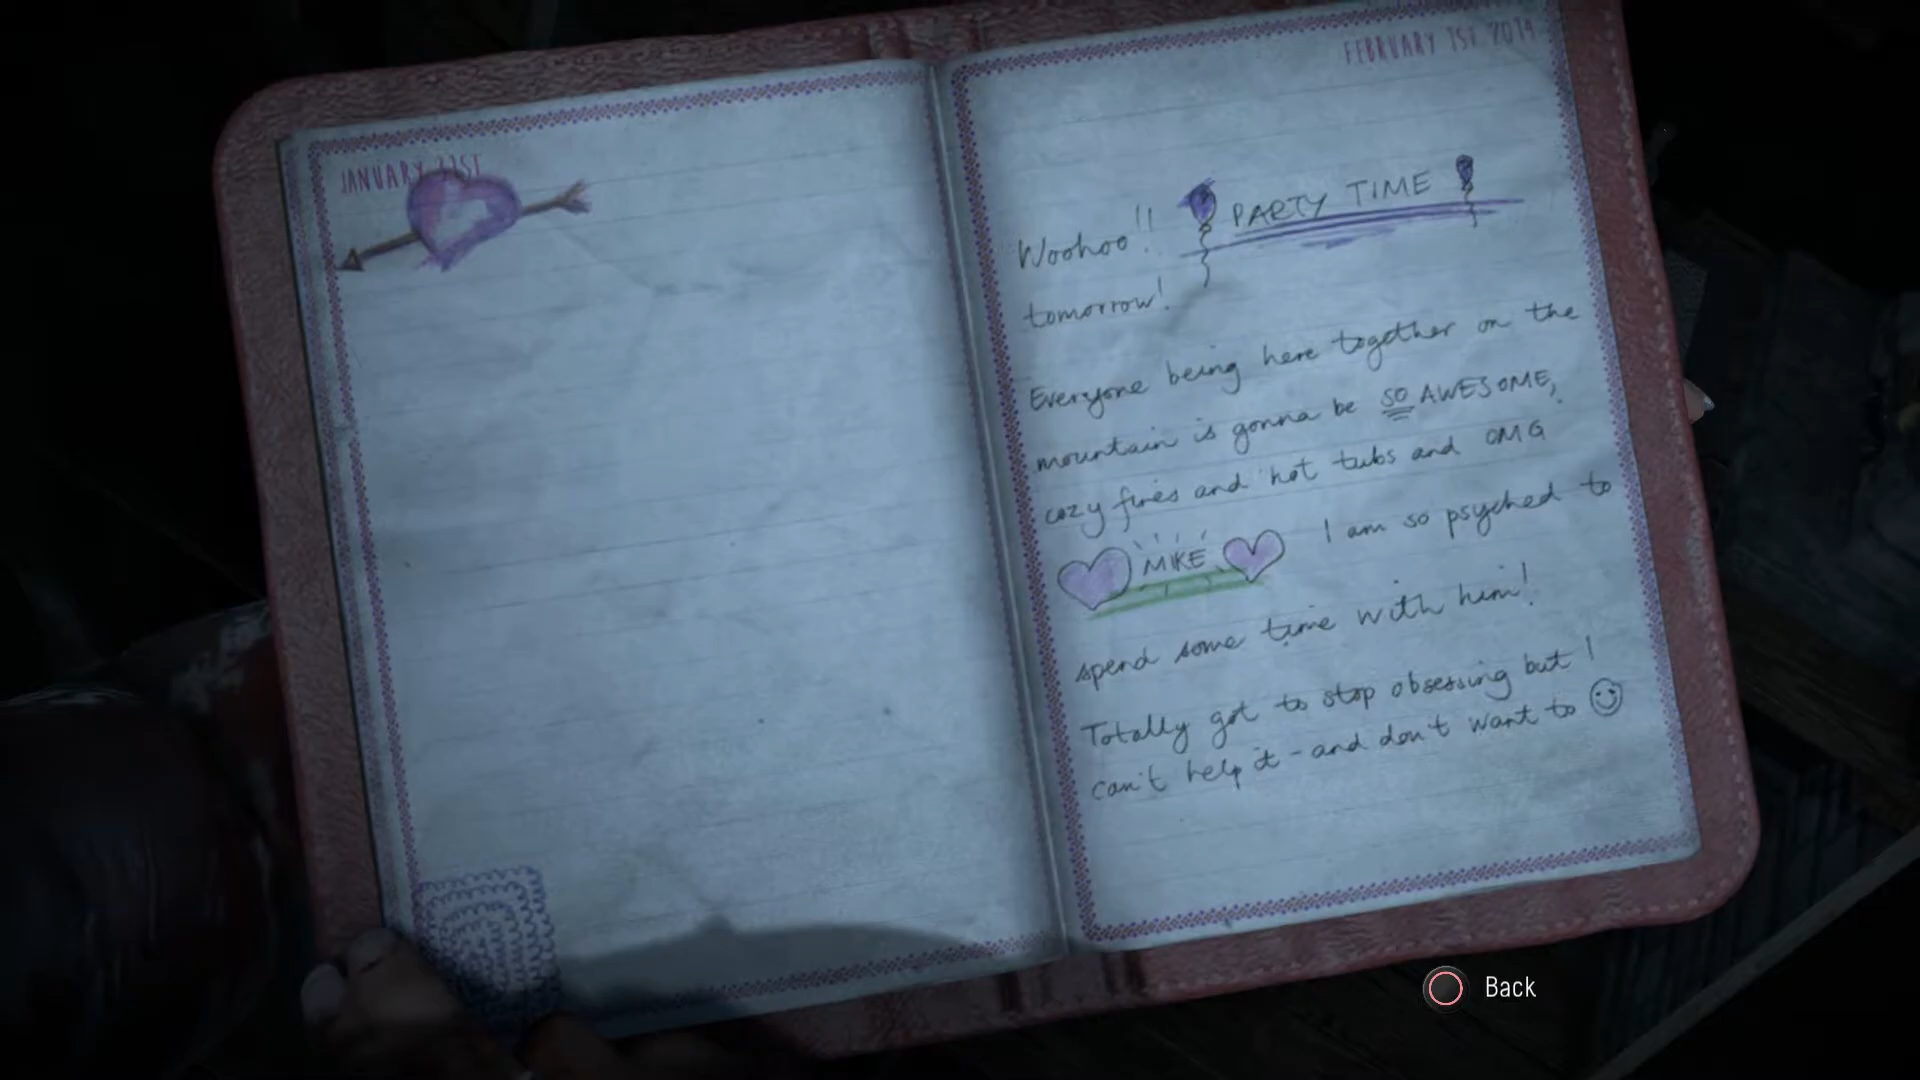 JANUARY 31ST
FEBRUARY 1ST 2014
Woohoo!! PARTY TIME
tomorrow!
Everyone being here together on the
mountain is gonna be SO AWESOME,
cozy fires and hot tubs and OMG
MIKE I am so psyched to
spend some time with him!
Totally got to stop obsessing but I
can't help it - and don't want to
Back